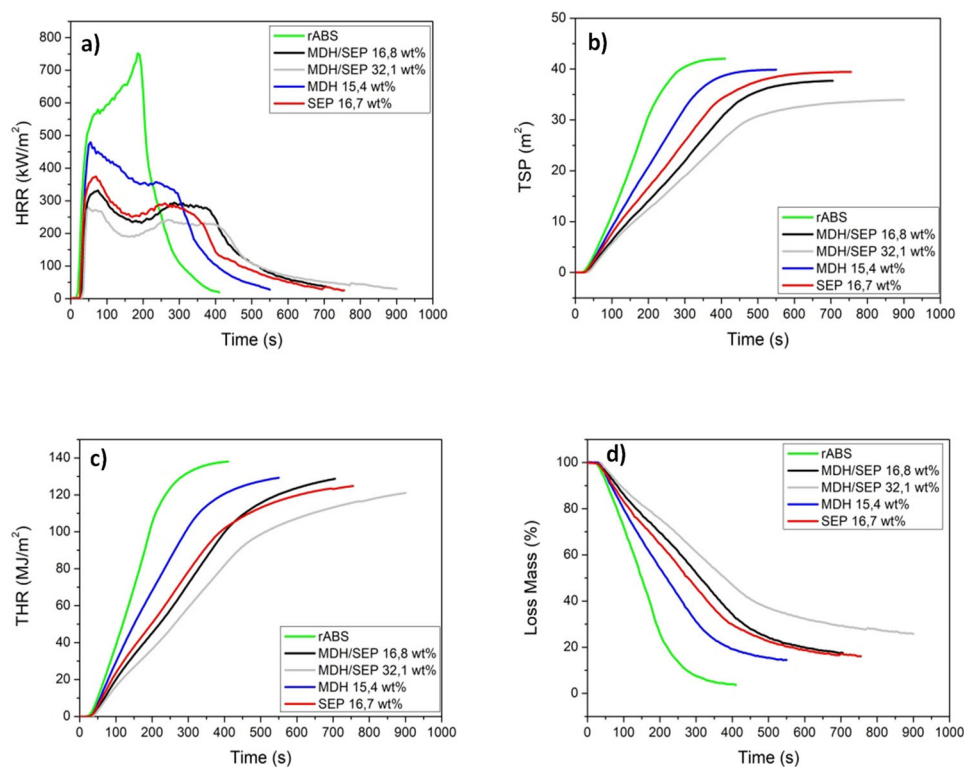 a)
rABS
MDH/SEP 16,8 wt%
MDH/SEP 32,1 wt%
MDH 15,4 wt%
SEP 16,7 wt%
HRR (kW/m²)
800
700
600
500
400
300
200
100
0
0 100 200 300 400 500 600 700 800 900 1000
Time (s)
b)
TSP (m²)
50
40
30
20
10
0
rABS
MDH/SEP 16,8 wt%
MDH/SEP 32,1 wt%
MDH 15,4 wt%
SEP 16,7 wt%
0 100 200 300 400 500 600 700 800 900 1000
Time (s)
c)
THR (MJ/m²)
140
120
100
80
60
40
20
0
rABS
MDH/SEP 16,8 wt%
MDH/SEP 32,1 wt%
MDH 15,4 wt%
SEP 16,7 wt%
0 100 200 300 400 500 600 700 800 900 1000
Time (s)
d)
rABS
MDH/SEP 16,8 wt%
MDH/SEP 32,1 wt%
MDH 15,4 wt%
SEP 16,7 wt%
Loss Mass (%)
100
80
60
40
20
0
0 100 200 300 400 500 600 700 800 900 1000
Time (s)